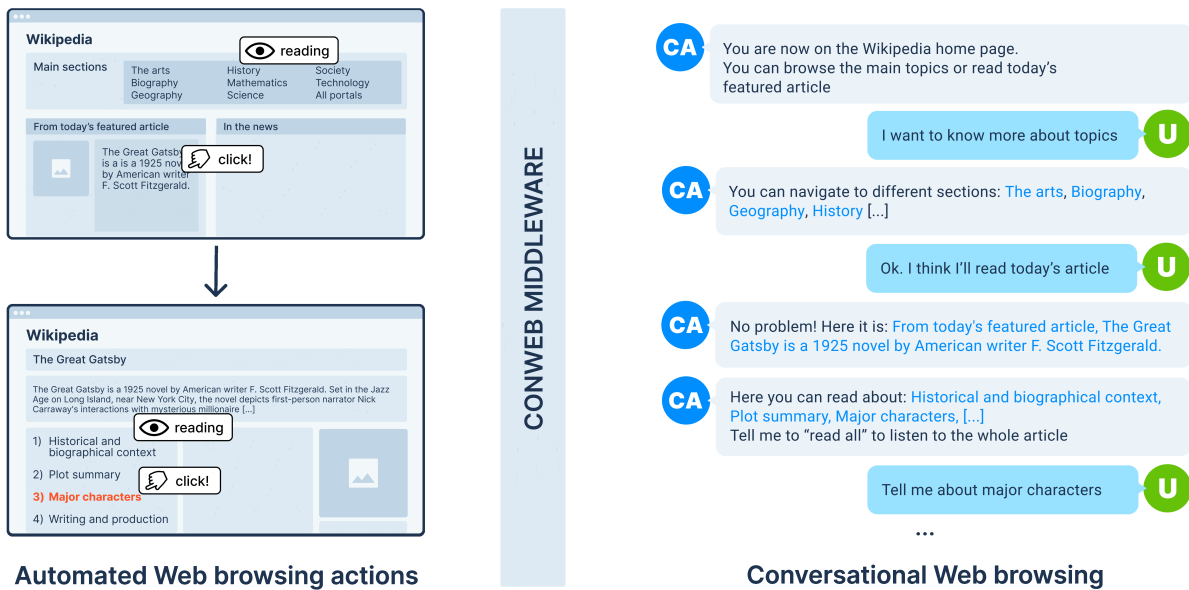 Wikipedia
reading
Main sections
The arts
Biography
Geography
History
Mathematics
Science
Society
Technology
All portals
From today's featured article
In the news
The Great Gatsby
is a is a 1925 nov
by American writer
F. Scott Fitzgerald.
click!
Wikipedia
The Great Gatsby
The Great Gatsby is a 1925 novel by American writer F. Scott Fitzgerald. Set in the Jazz
Age on Long Island, near New York City, the novel depicts first-person narrator Nick
Carraway's interactions with mysterious millionaire [...]
reading
1) Historical and
biographical context
2) Plot summary
click!
3) Major characters
4) Writing and production
Automated Web browsing actions
CONWEB MIDDLEWARE
CA
You are now on the Wikipedia home page.
You can browse the main topics or read today's
featured article
I want to know more about topics
U
CA
You can navigate to different sections: The arts, Biography,
Geography, History [...]
Ok. I think I'll read today's article
U
CA
No problem! Here it is: From today's featured article, The Great
Gatsby is a 1925 novel by American writer F. Scott Fitzgerald.
CA
Here you can read about: Historical and biographical context,
Plot summary, Major characters, [...]
Tell me to “read all” to listen to the whole article
Tell me about major characters
U
...
Conversational Web browsing